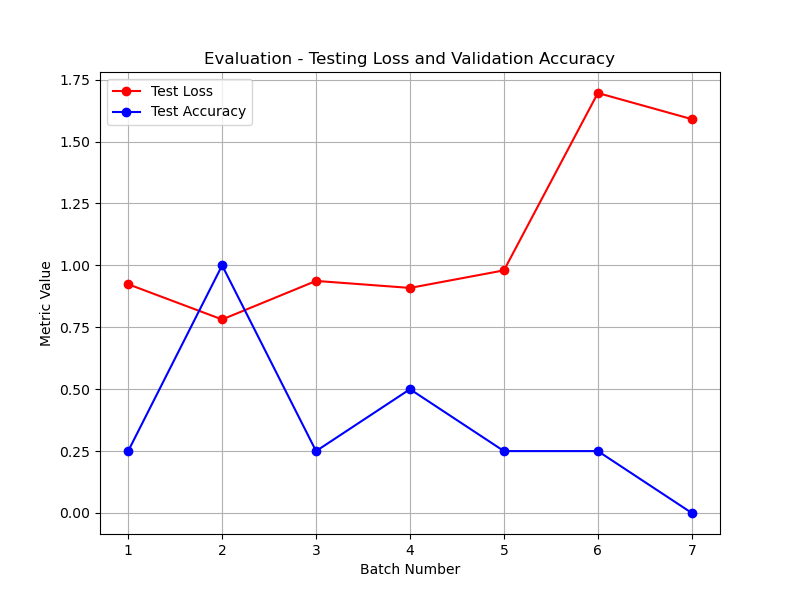 Evaluation - Testing Loss and Validation Accuracy
Test Loss
Test Accuracy
Metric Value
1.75
1.50
1.25
1.00
0.75
0.50
0.25
0.00
1 2 3 4 5 6 7
Batch Number